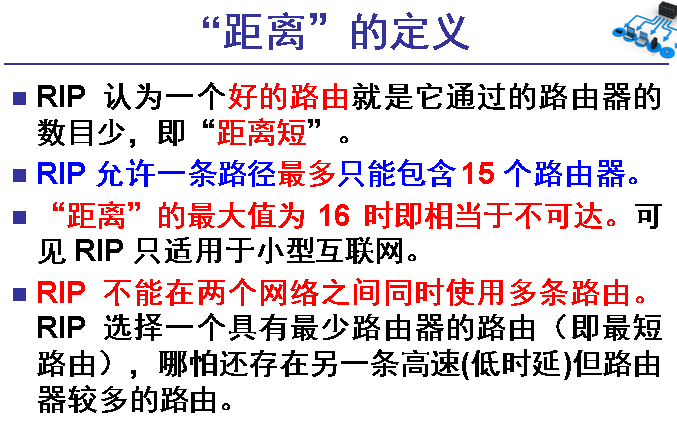 “距离”的定义
RIP 认为一个好的路由就是它通过的路由器的
数目少，即“距离短”。
RIP 允许一条路径最多只能包含 15 个路由器。
“距离”的最大值为 16 时即相当于不可达。可
见 RIP 只适用于小型互联网。
RIP 不能在两个网络之间同时使用多条路由。
RIP 选择一个具有最少路由器的路由（即最短
路由），哪怕还存在另一条高速(低时延)但路由
器较多的路由。